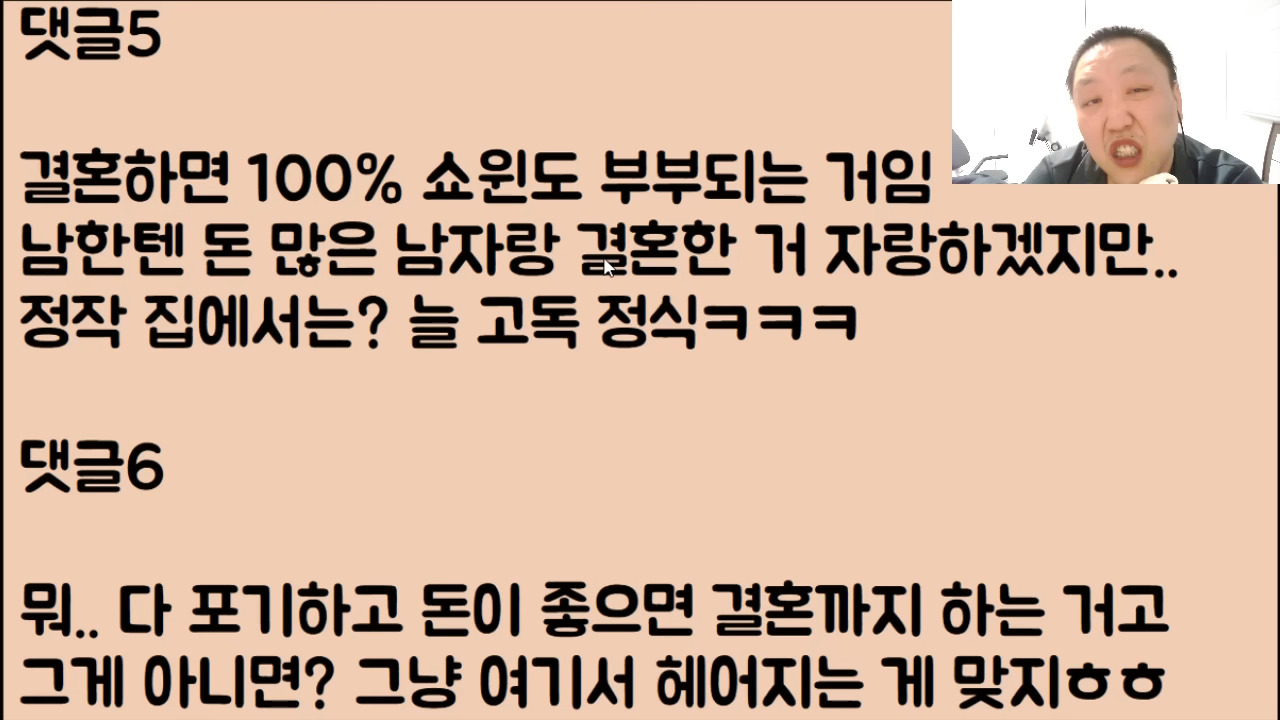 댓글5
결혼하면 100% 쇼윈도 부부되는 거임
남한텐 돈 많은 남자랑 결혼한 거 자랑하겠지만..
정작 집에서는? 늘 고독 정식ㅋㅋㅋ
댓글6
뭐.. 다 포기하고 돈이 좋으면 결혼까지 하는 거고
그게 아니면? 그냥 여기서 헤어지는 게 맞지ㅎㅎ